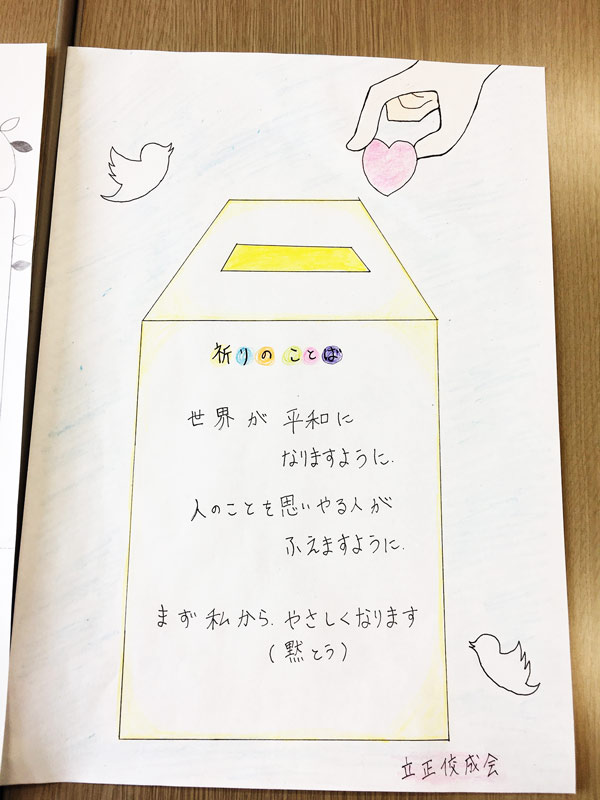 祈りのことば
世界が 平和に
なりますように.
人のことを思いやる人が
ふえますように.
まず私から.やさしくなります
(黙とう)
立正佼成会